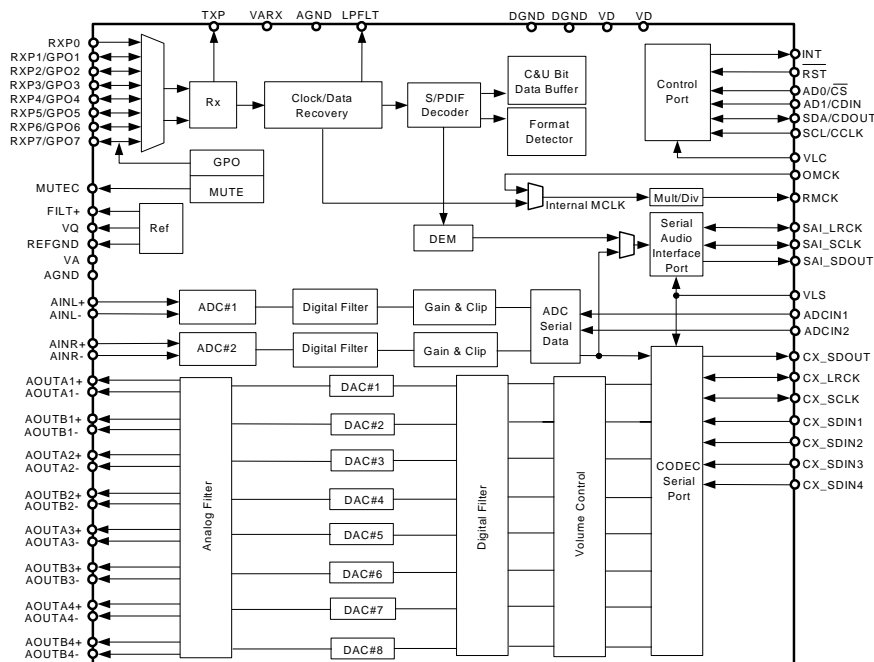 TXP VARX AGND LPFLT DGND DGND VD VD
RXP0
RXP1/GPO1
RXP2/GPO2
RXP3/GPO3
RXP4/GPO4
RXP5/GPO5
RXP6/GPO6
RXP7/GPO7
Rx
Clock/Data
Recovery
S/PDIF
Decoder
C&U Bit
Data Buffer
Format
Detector
Control
Port
INT
RST
AD0/CS
AD1/CDIN
SDA/CDOUT
SCL/CCLK
VLC
OMCK
RMCK
GPO
MUTE
MUTEC
FILT+
VQ
REFGND
VA
AGND
Ref
Internal MCLK
Mult/Div
DEM
Serial
Audio
Interface
Port
SAI_LRCK
SAI_SCLK
SAI_SDOUT
VLS
ADCIN1
ADCIN2
AINL+
AINL-
ADC#1
Digital Filter
Gain & Clip
ADC
Serial
Data
AINR+
AINR-
ADC#2
Digital Filter
Gain & Clip
CX_SDOUT
CX_LRCK
CX_SCLK
CX_SDIN1
CX_SDIN2
CX_SDIN3
CX_SDIN4
AOUTA1+
AOUTA1-
AOUTB1+
AOUTB1-
AOUTA2+
AOUTA2-
AOUTB2+
AOUTB2-
AOUTA3+
AOUTA3-
AOUTB3+
AOUTB3-
AOUTA4+
AOUTA4-
AOUTB4+
AOUTB4-
Analog Filter
DAC#1
DAC#2
DAC#3
DAC#4
DAC#5
DAC#6
DAC#7
DAC#8
Digital Filter
Volume Control
CODEC
Serial
Port